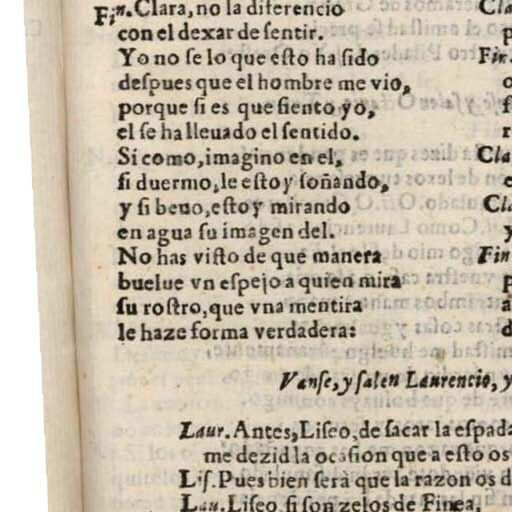 Fin. Clara, no la diferencio
con el dexar de sentir.
Yo no se lo que eſto ha ſido
deſpues que el hombre me vio,
porque ſi es que ſiento yo,
el ſe ha lleuado el ſentido.
Si como, imagino en el,
ſi duermo, le eſtoy ſoñando,
y ſi beuo, eſtoy mirando
en agua ſu imagen del.
No has viſto de que manera
buelue vn eſpejo a quien mira
ſu roſtro, que vna mentira
le haze forma verdadera:
Vanſe, y ſalen Laurencio, y
Laur. Antes, Liſeo, de ſacar la eſpada
me dezid la ocaſion que a eſto os
Liſ. Pues bien ſera que la razon os d
Lau. Liſeo, ſi ſon zelos de Finea,
Cla
p
Fin.
o
ſ
r
Cla
e
Cla
y
Fin
p
a
d